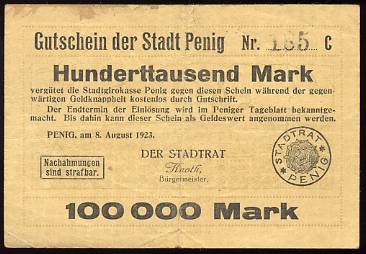 Gutschein der Stadt Penig Nr. 165 C
Hunderttausend Mark
vergütet die Stadtgirokasse Penig gegen diesen Schein während der gegen-
wärtigen Geldknappheit kostenlos durch Gutschrift.
Der Endtermin der Einlösung wird im Peniger Tageblatt bekanntge-
macht. Bis dahin kann dieser Schein als Geldeswert angenommen werden.
PENIG, am 8. August 1923.
DER STADTRAT
Bürgermeister.
Nachahmungen
sind strafbar.
STADTRAT
PENIG
100 000 Mark